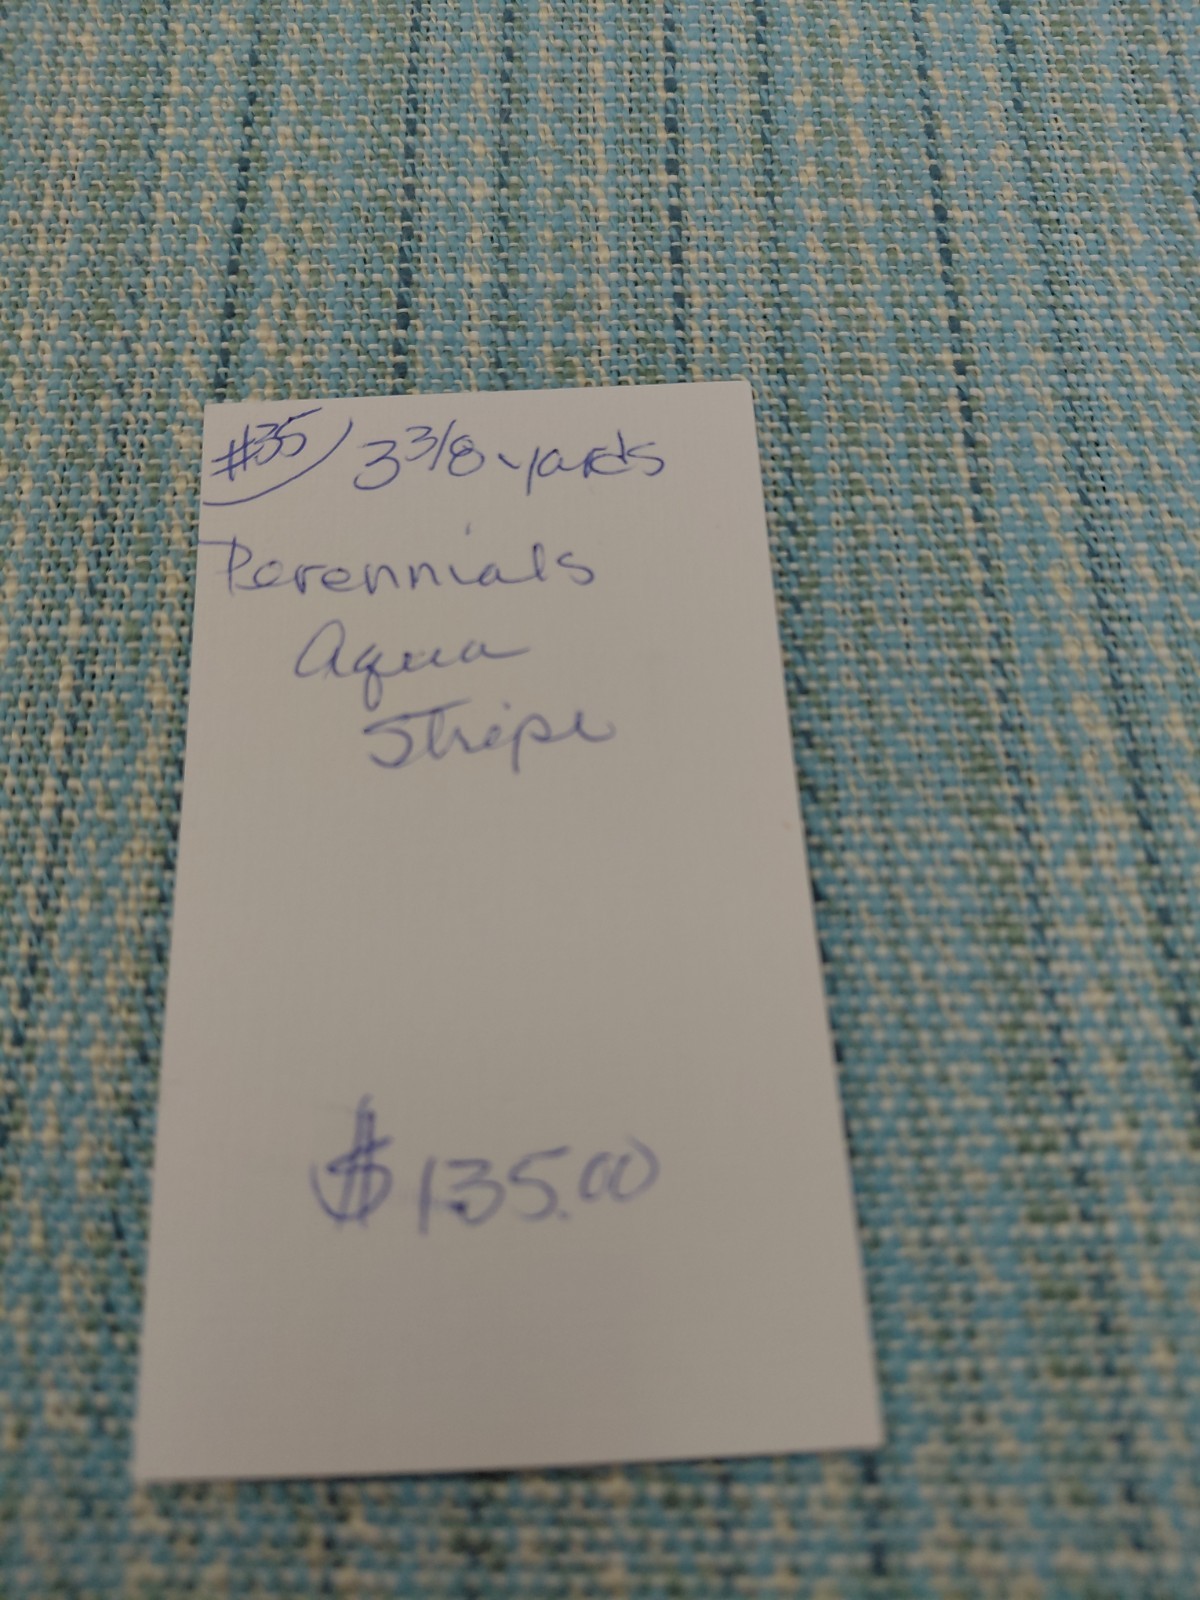 #35 3 3/8 yards
Perennials
Aqua
Stripe
$135.00